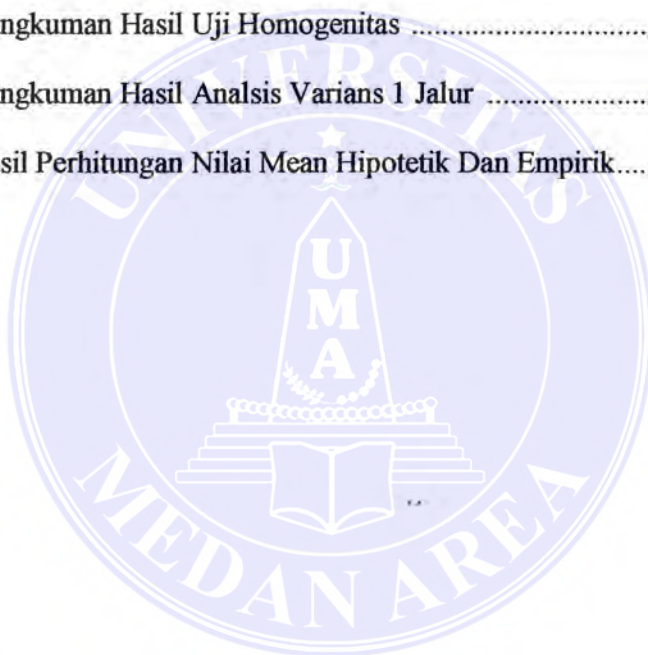 ngkuman Hasil Uji Homogenitas ..............................
ngkuman Hasil Analsis Varians 1 Jalur .....................
sil Perhitungan Nilai Mean Hipotetik Dan Empirik....
UNIVERSITAS
U
M
A
MEDAN AREA